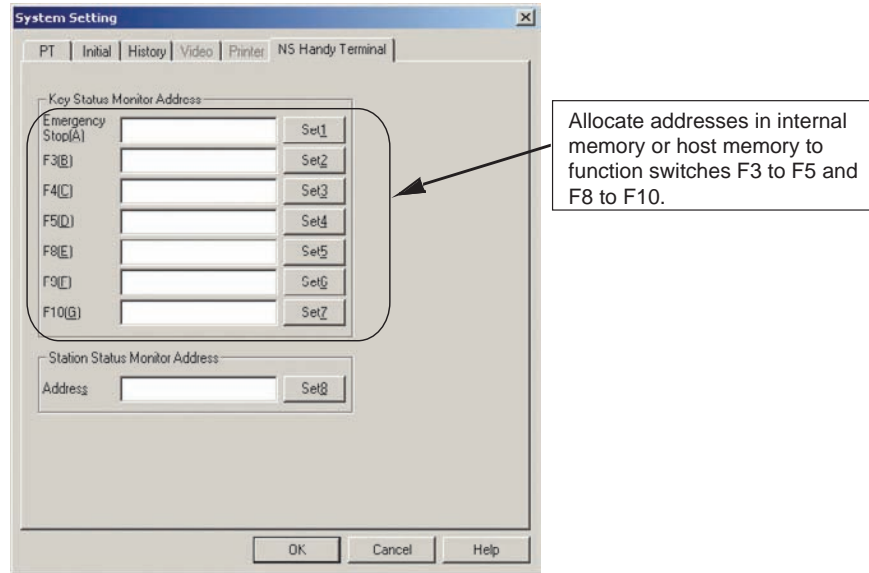 System Setting
PT Initial History Video Printer NS Handy Terminal
Key Status Monitor Address
Emergency
Stop(A) Set1
F3(B) Set2
F4(C) Set3
F5(D) Set4
F8(E) Set5
F9(F) Set6
F10(G) Set7
Station Status Monitor Address
Address Set8
OK Cancel Help
Allocate addresses in internal
memory or host memory to
function switches F3 to F5 and
F8 to F10.